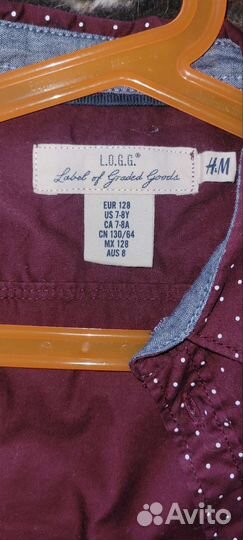 L.O.G.G.®
Label of Graded Goods
H&M
EUR 128
US 7-8Y
CA 7-8A
CN 130/64
MX 128
AUS 8
Avito